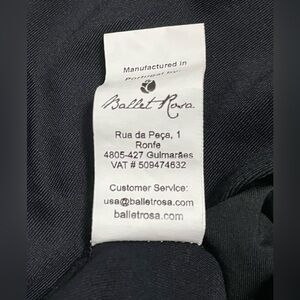 Manufactured in
Portugal by:
Ballet Rosa
Rua da Peça, 1
Ronfe
4805-427 Guimarães
VAT # 509474632
Customer Service:
usa@balletrosa.com
balletrosa.com